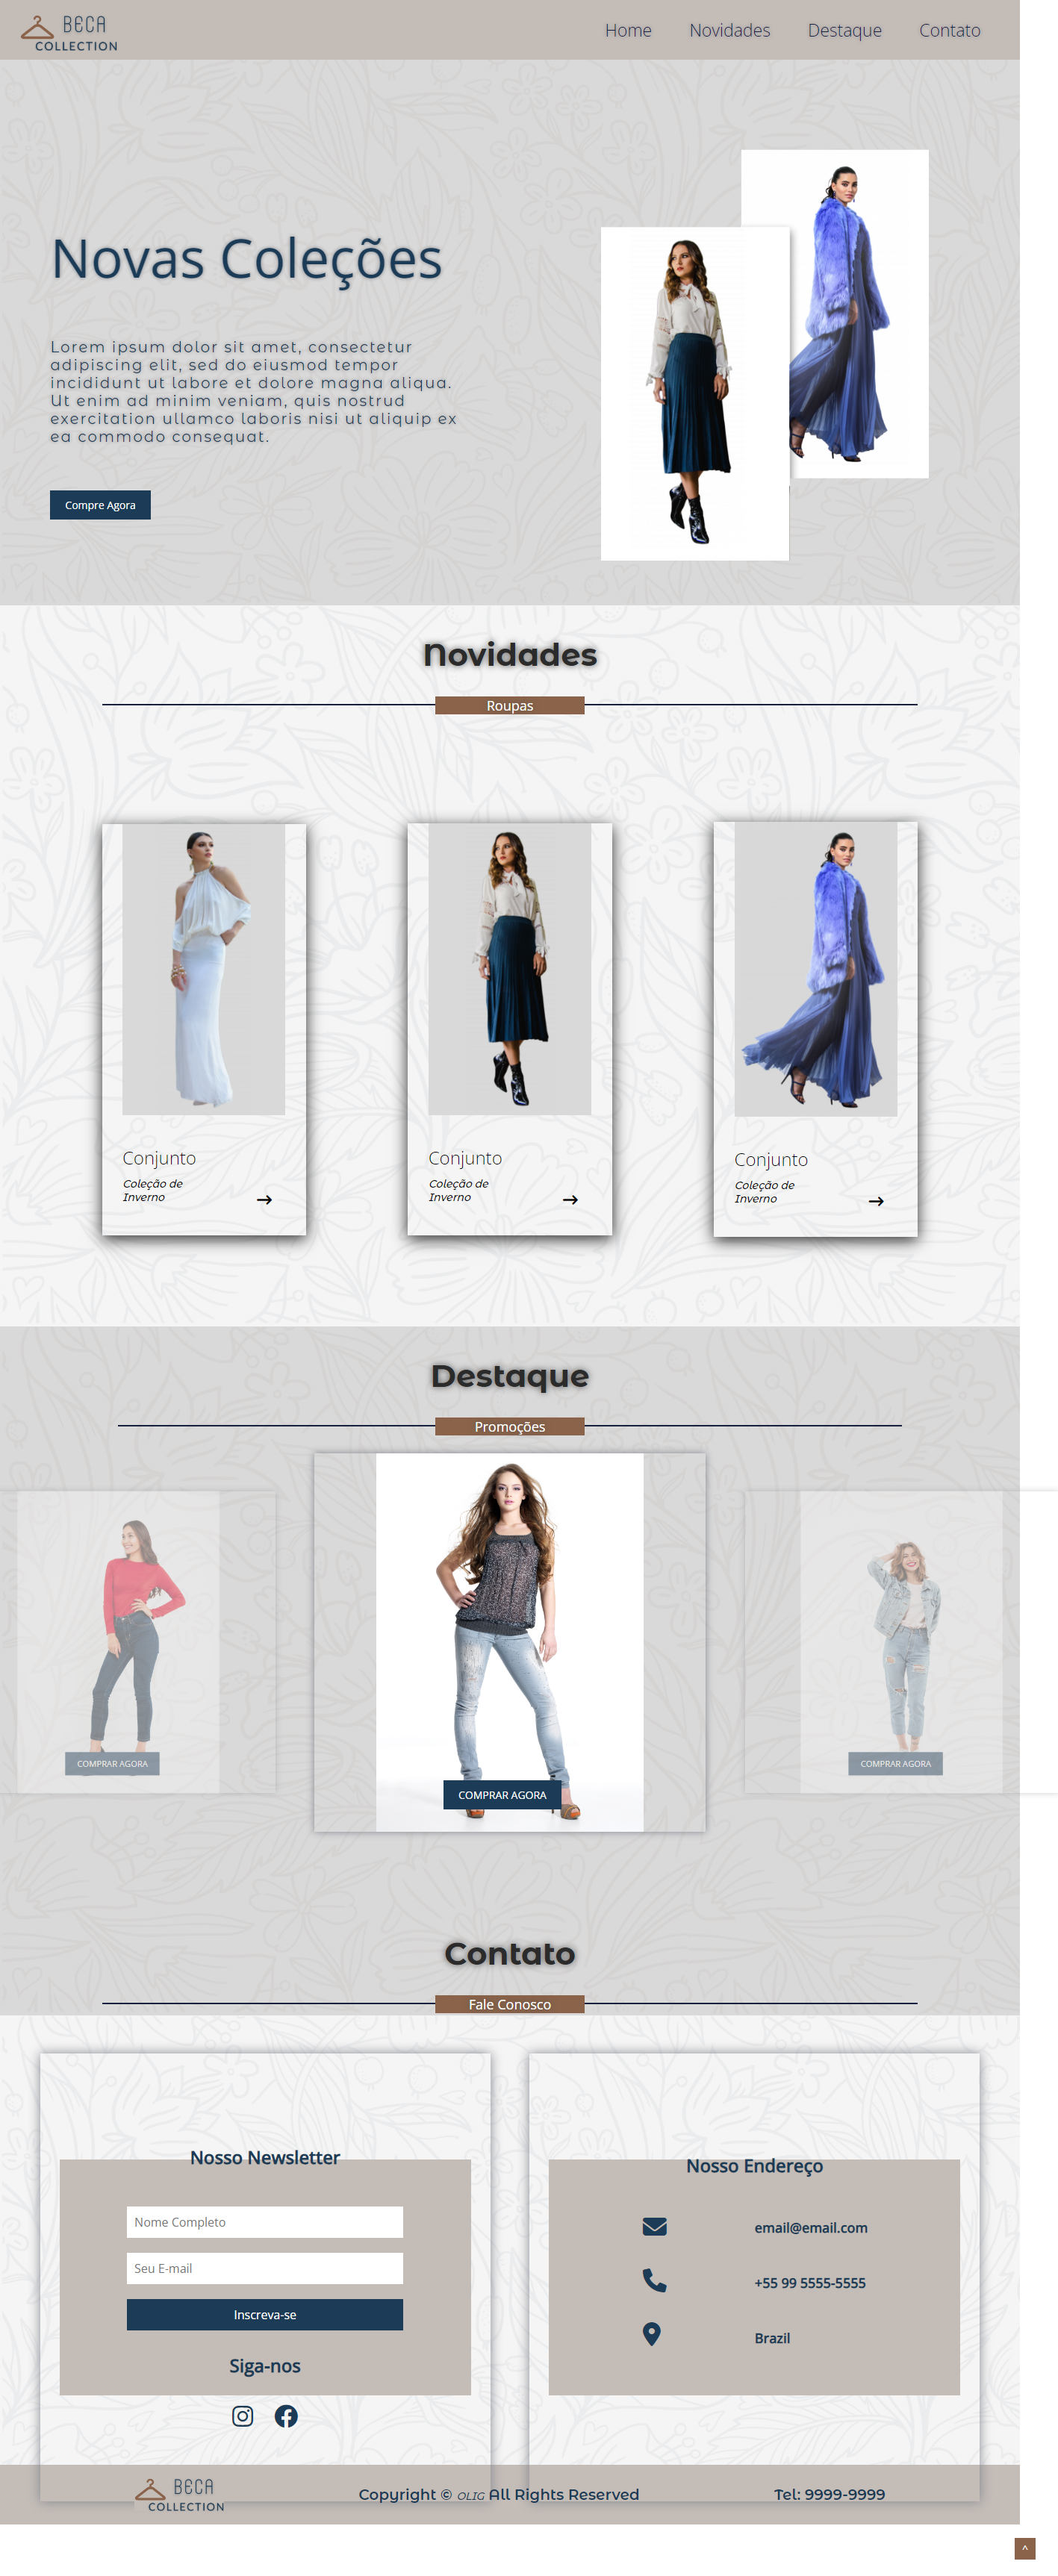 BECA
COLLECTION
Home Novidades Destaque Contato
Novas Coleções
Lorem ipsum dolor sit amet, consectetur
adipiscing elit, sed do eiusmod tempor
incididunt ut labore et dolore magna aliqua.
Ut enim ad minim veniam, quis nostrud
exercitation ullamco laboris nisi ut aliquip ex
ea commodo consequat.
Compre Agora
Novidades
Roupas
Conjunto
Coleção de
Inverno
→
Conjunto
Coleção de
Inverno
→
Conjunto
Coleção de
Inverno
→
Destaque
Promoções
COMPRAR AGORA
COMPRAR AGORA
COMPRAR AGORA
Contato
Fale Conosco
Nosso Newsletter
Nome Completo
Seu E-mail
Inscreva-se
Siga-nos
Nosso Endereço
email@email.com
+55 99 5555-5555
Brazil
BECA
COLLECTION
Copyright © OLIG All Rights Reserved
Tel: 9999-9999
^